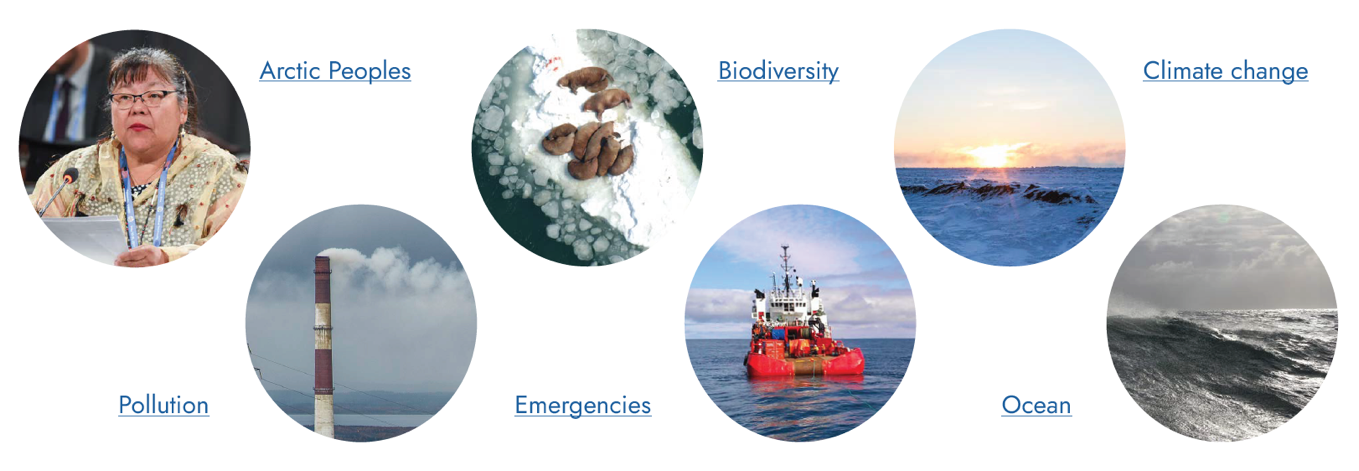 Arctic Peoples
Biodiversity
Climate change
Pollution
Emergencies
Ocean